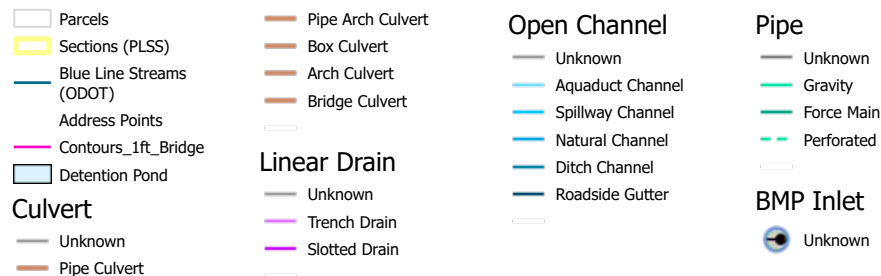 Parcels
Sections (PLSS)
Blue Line Streams
(ODOT)
Address Points
Contours_1ft_Bridge
Detention Pond
Culvert
Unknown
Pipe Culvert
Pipe Arch Culvert
Box Culvert
Arch Culvert
Bridge Culvert
Linear Drain
Unknown
Trench Drain
Slotted Drain
Open Channel
Unknown
Aquaduct Channel
Spillway Channel
Natural Channel
Ditch Channel
Roadside Gutter
Pipe
Unknown
Gravity
Force Main
Perforated
BMP Inlet
Unknown